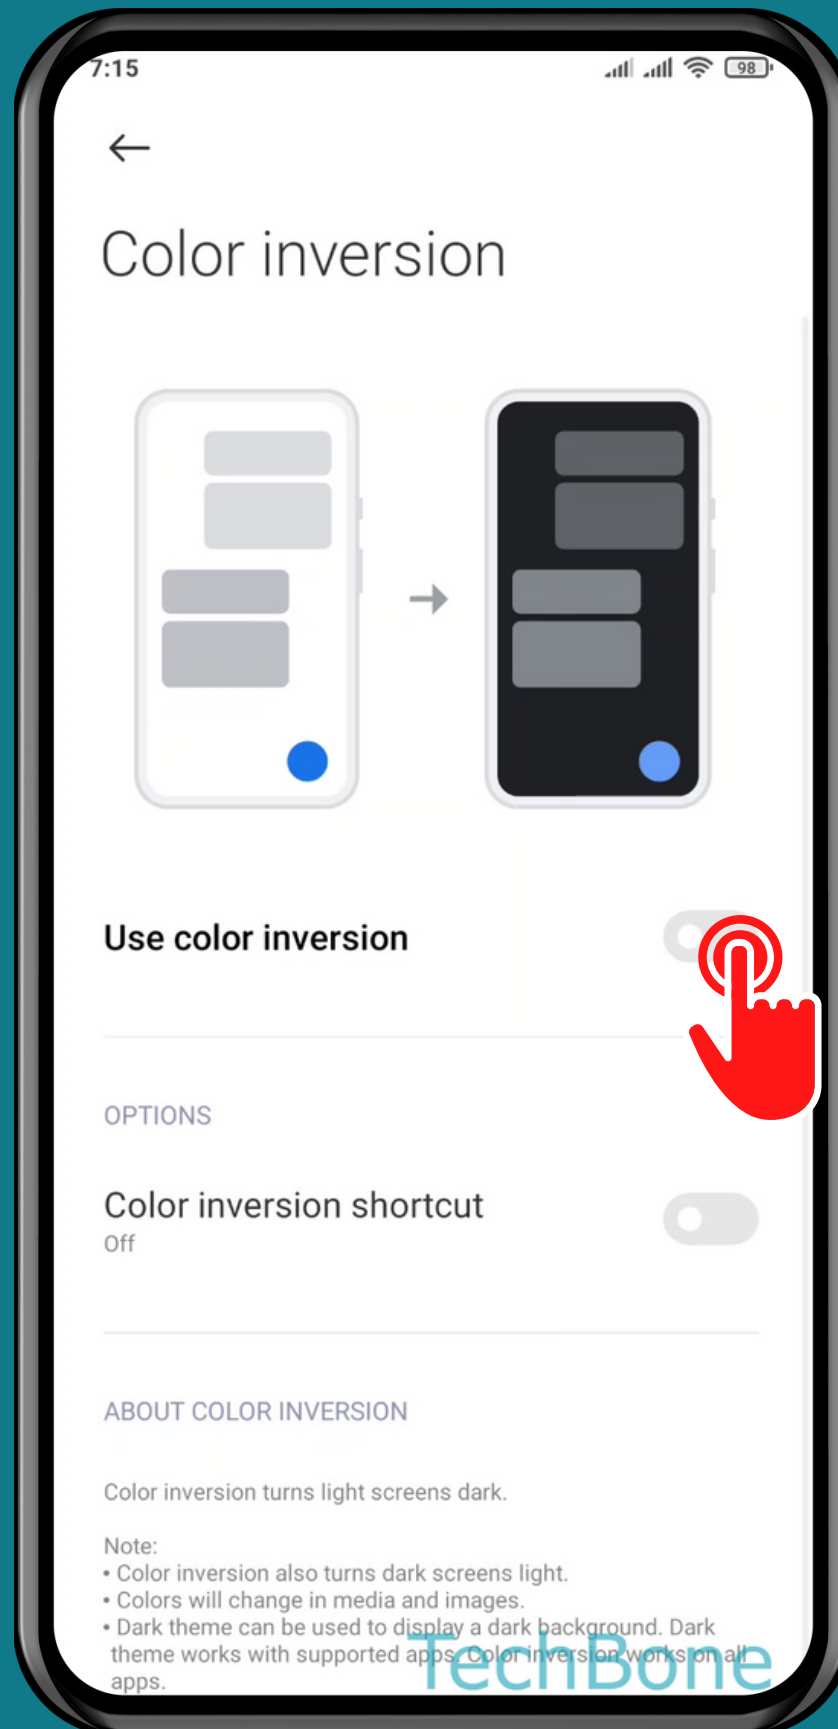 7:15
98
Color inversion
Use color inversion
OPTIONS
Color inversion shortcut
Off
ABOUT COLOR INVERSION
Color inversion turns light screens dark.
Note:
• Color inversion also turns dark screens light.
• Colors will change in media and images.
• Dark theme can be used to display a dark background. Dark
theme works with supported apps. Color inversion works on all
apps.
TechBone